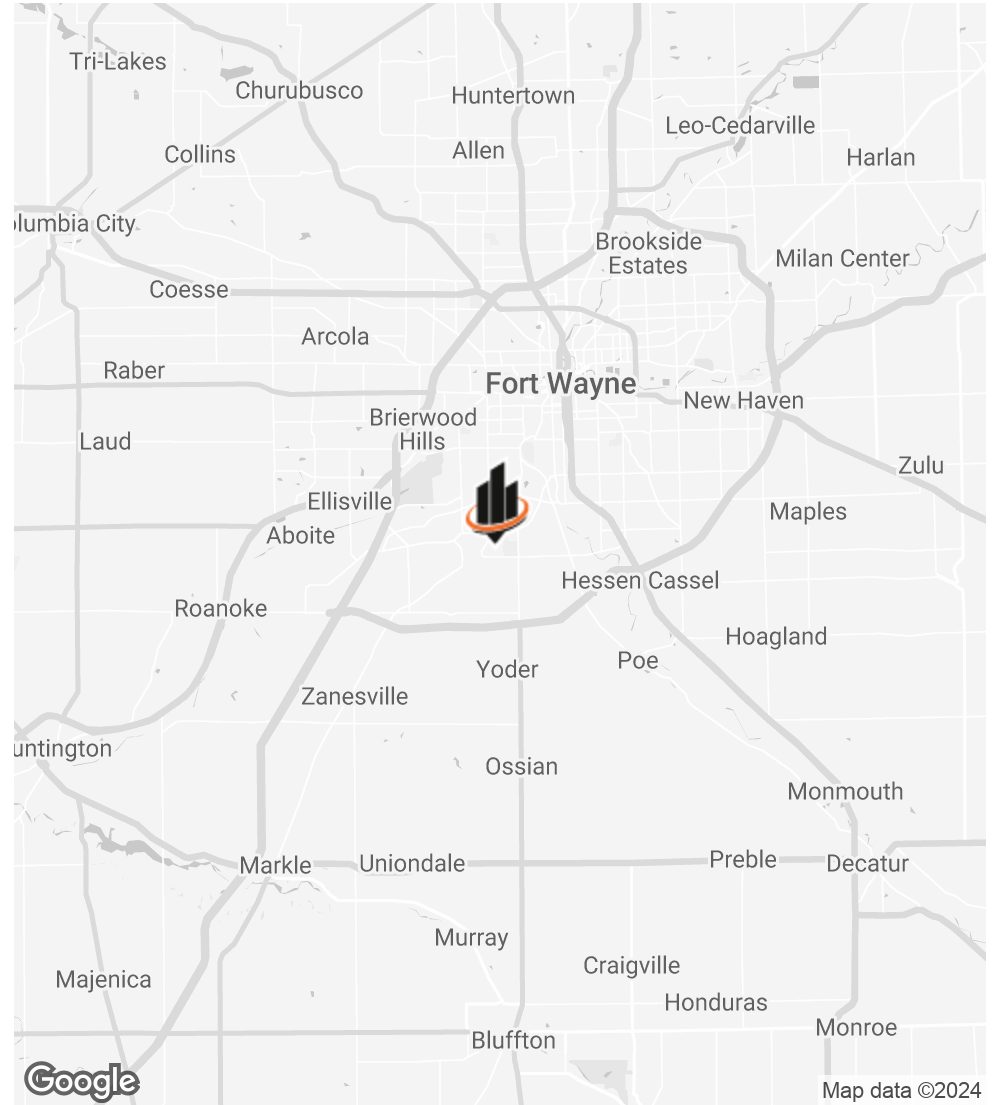 Tri-Lakes
Churubusco
Huntertown
Leo-Cedarville
Allen
Collins
Harlan
olumbia City
Brookside
Estates
Milan Center
Coesse
Arcola
Raber
Fort Wayne
New Haven
Brierwood
Hills
Laud
Zulu
Ellisville
Maples
Aboite
Hessen Cassel
Roanoke
Hoagland
Poe
Yoder
Zanesville
untington
Ossian
Monmouth
Markle
Uniondale
Preble
Decatur
Murray
Craigville
Majenica
Honduras
Monroe
Bluffton
Google
Map data ©2024